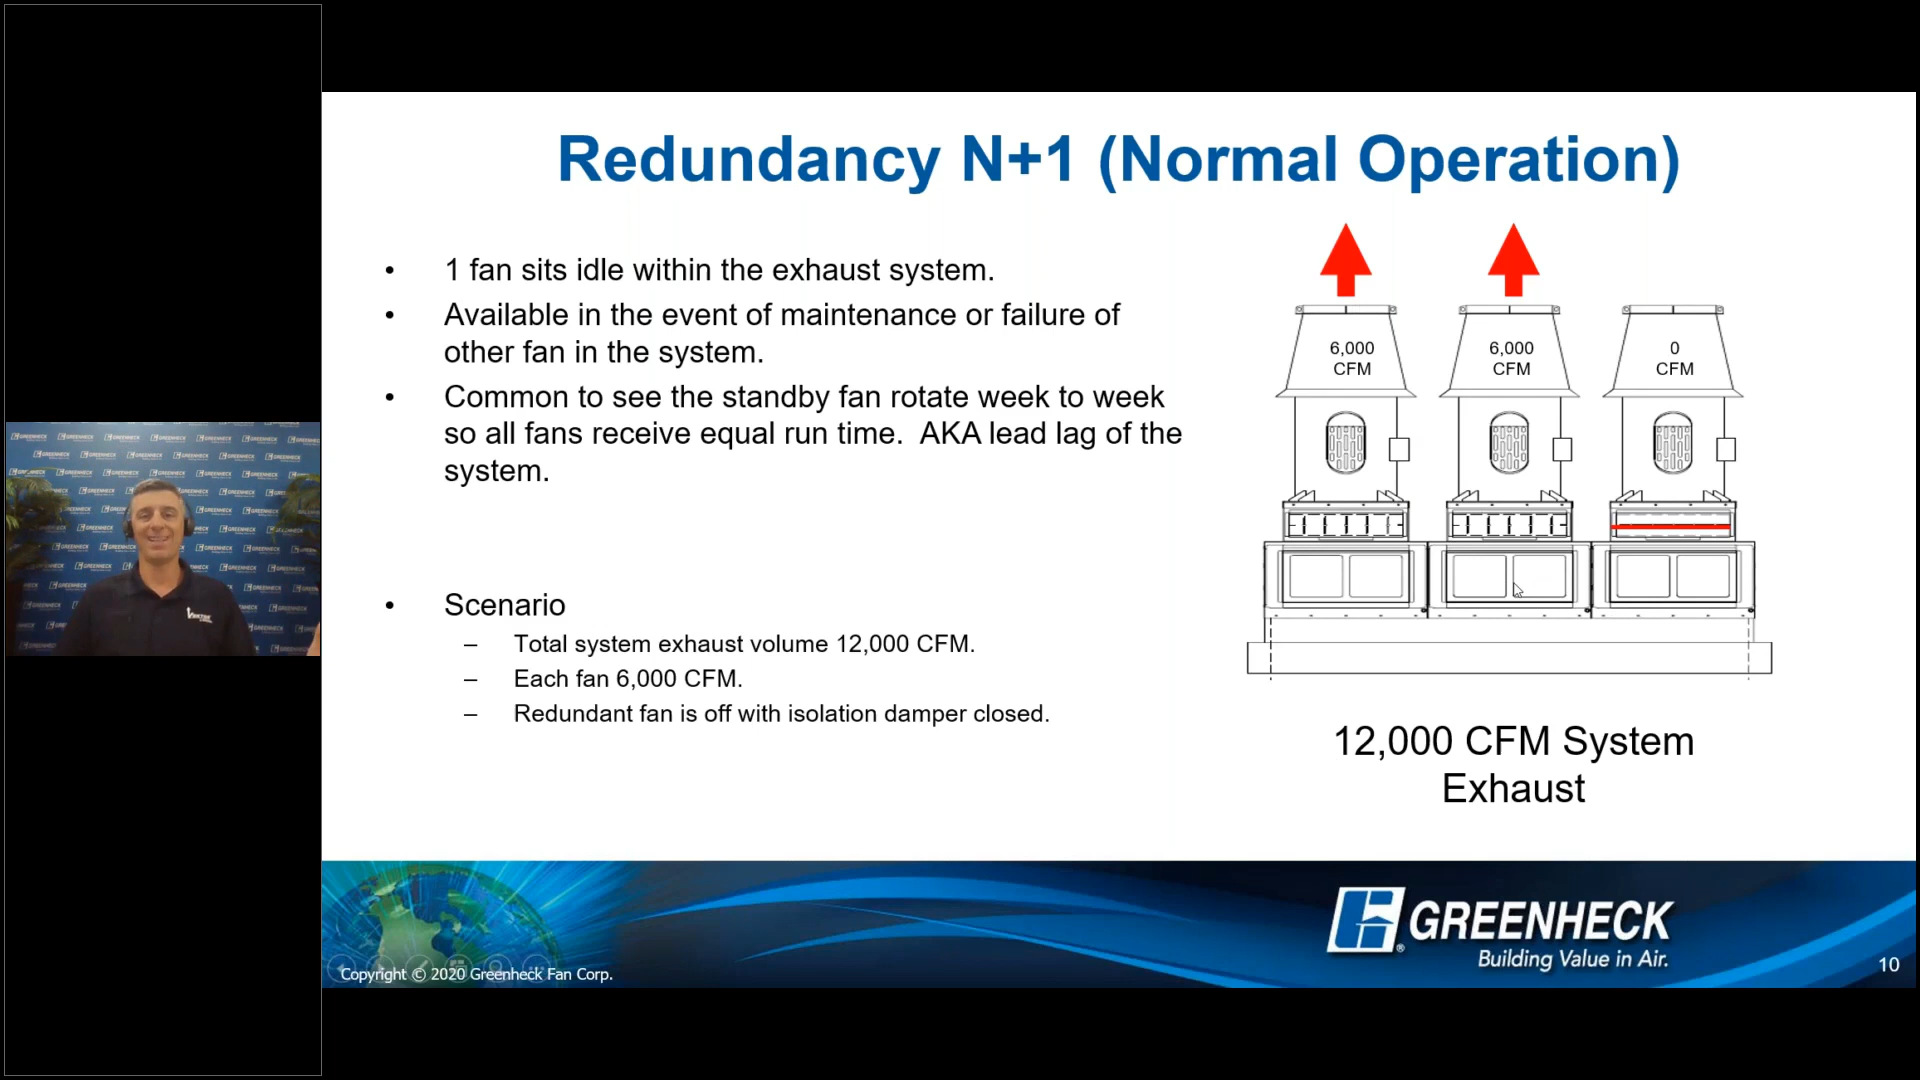 Redundancy N+1 (Normal Operation)
• 1 fan sits idle within the exhaust system.
• Available in the event of maintenance or failure of
other fan in the system.
• Common to see the standby fan rotate week to week
so all fans receive equal run time. AKA lead lag of the
system.
• Scenario
– Total system exhaust volume 12,000 CFM.
– Each fan 6,000 CFM.
– Redundant fan is off with isolation damper closed.
6,000
CFM
6,000
CFM
0
CFM
12,000 CFM System
Exhaust
GREENHECK
Building Value in Air.
Copyright © 2020 Greenheck Fan Corp.
10
GREENHECK